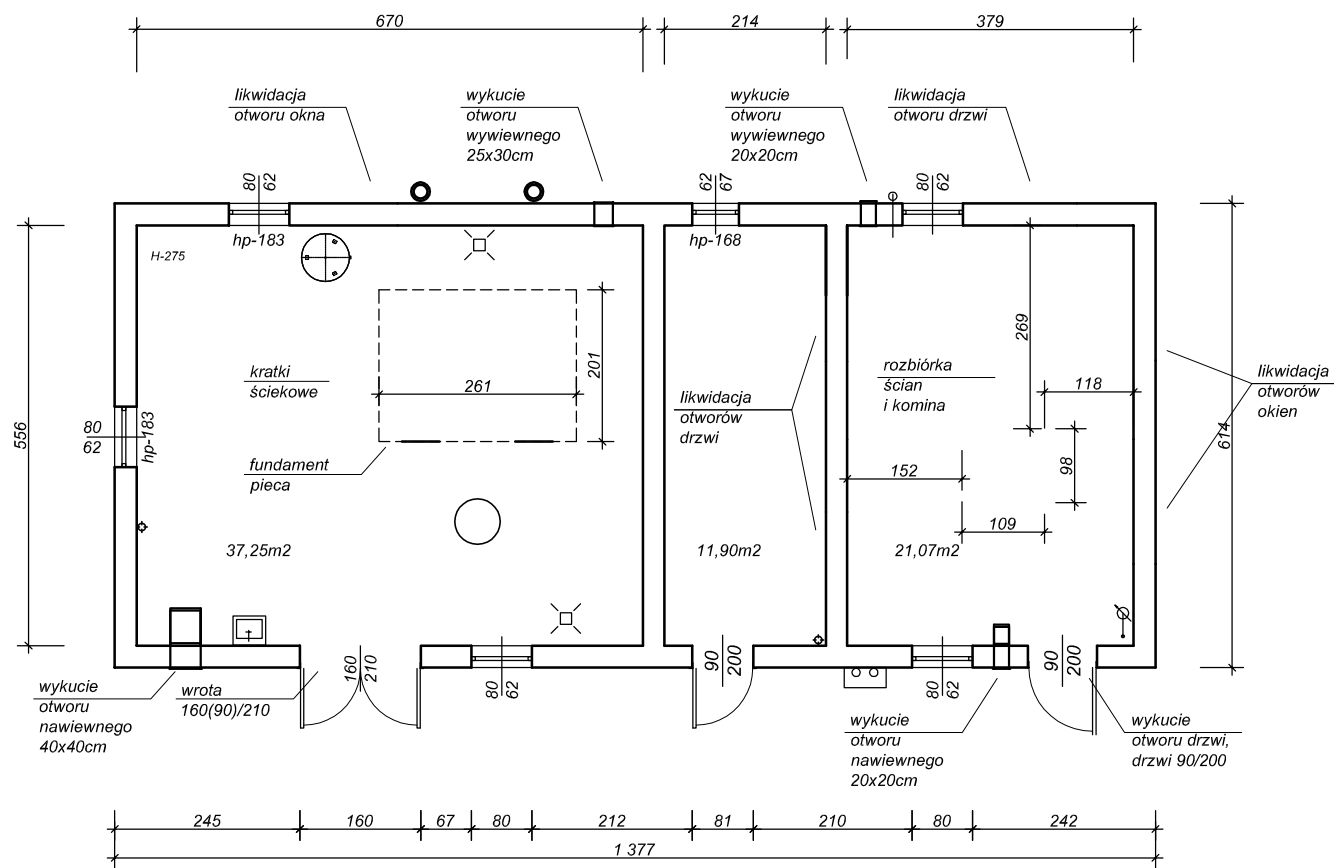 670
214
379
likwidacja
otworu okna
wykucie
otworu
wywiewnego
25x30cm
wykucie
otworu
wywiewnego
20x20cm
likwidacja
otworu drzwi
80
62
62
67
80
62
hp-183
hp-168
H-275
269
201
kratki
ściekowe
261
rozbiórka
ścian
i komina
118
likwidacja
otworów
okien
likwidacja
otworów
drzwi
556
80
62
hp-183
614
fundament
pieca
152
98
109
37,25m2
11,90m2
21,07m2
160
210
80
62
90
200
80
62
90
200
wykucie
otworu
nawiewnego
40x40cm
wrota
160(90)/210
wykucie
otworu
nawiewnego
20x20cm
wykucie
otworu drzwi,
drzwi 90/200
245
160
67
80
212
81
210
80
242
1 377